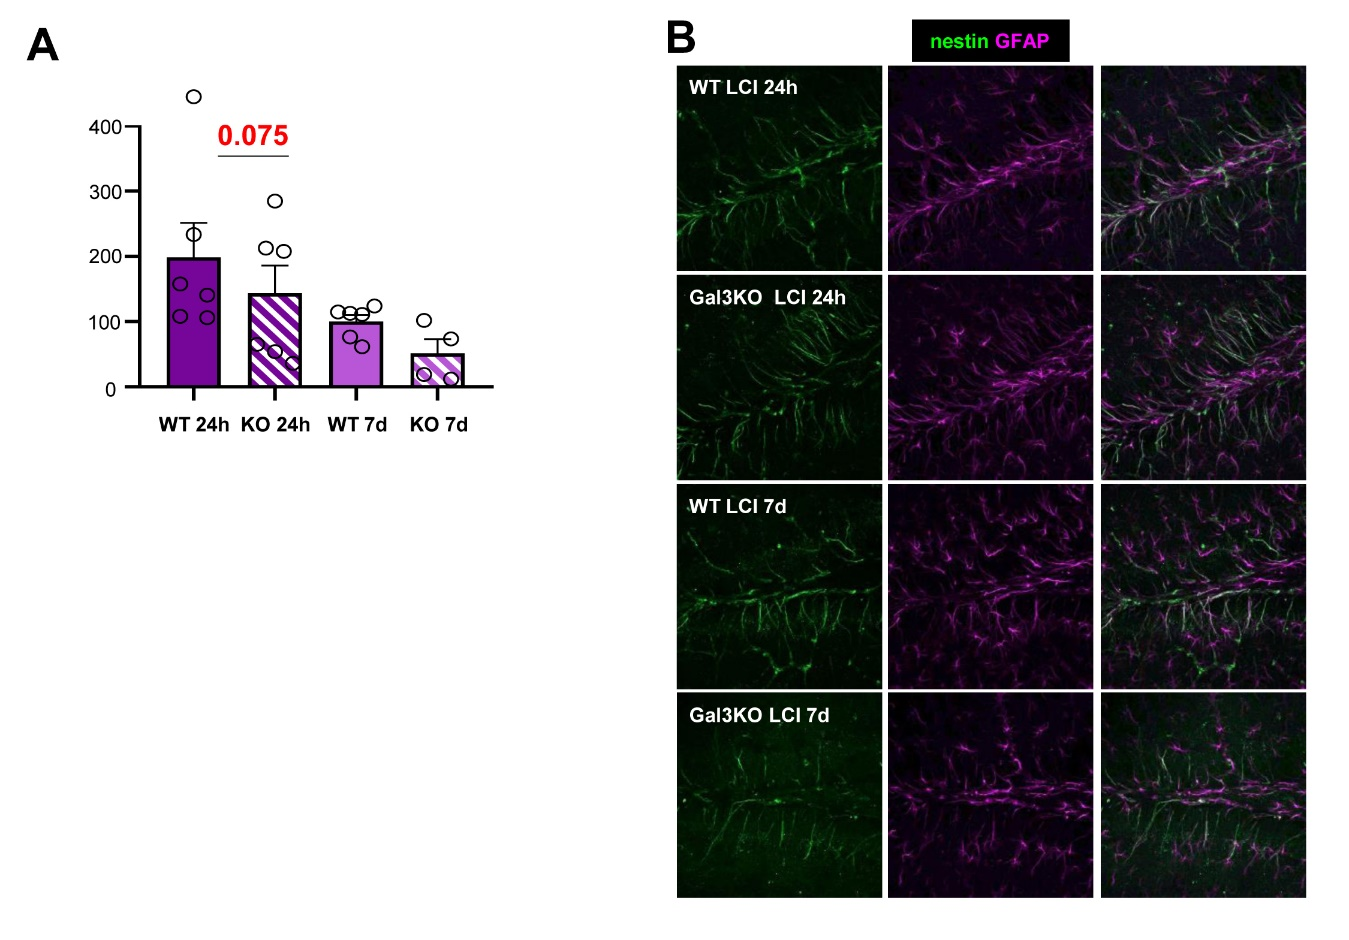 A
400
300
200
100
0
0.075
WT 24h KO 24h WT 7d KO 7d
B
nestin GFAP
WT LCI 24h
Gal3KO LCI 24h
WT LCI 7d
Gal3KO LCI 7d